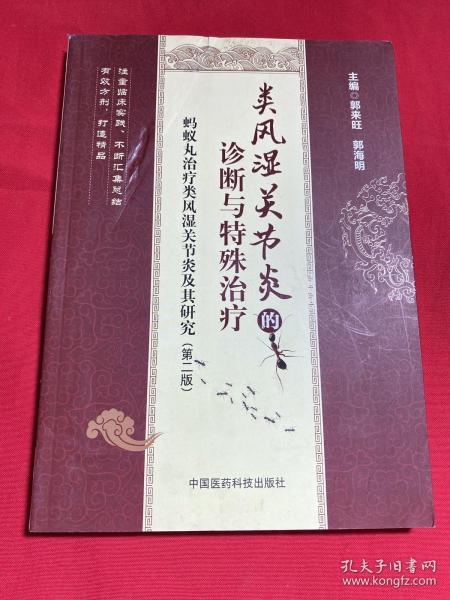 主编◎郭来旺 郭海明
类风湿关节炎的
诊断与特殊治疗
蚂蚁丸治疗类风湿关节炎及其研究(第二版)
注重临床实践、不断汇集总结
有效方剂,打造精品
中国医药科技出版社
孔夫子旧书网
www.kongfz.com